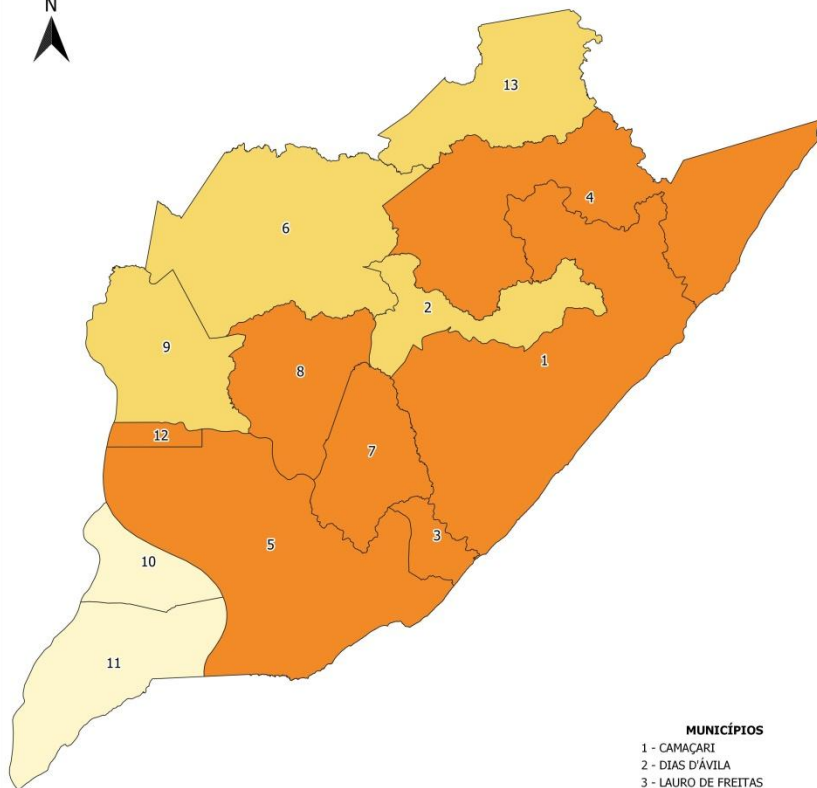 N
13
4
6
2
9
1
8
12
7
3
5
10
11
MUNICÍPIOS
1 - CAMAÇARI
2 - DIAS D'ÁVILA
3 - LAURO DE FREITAS